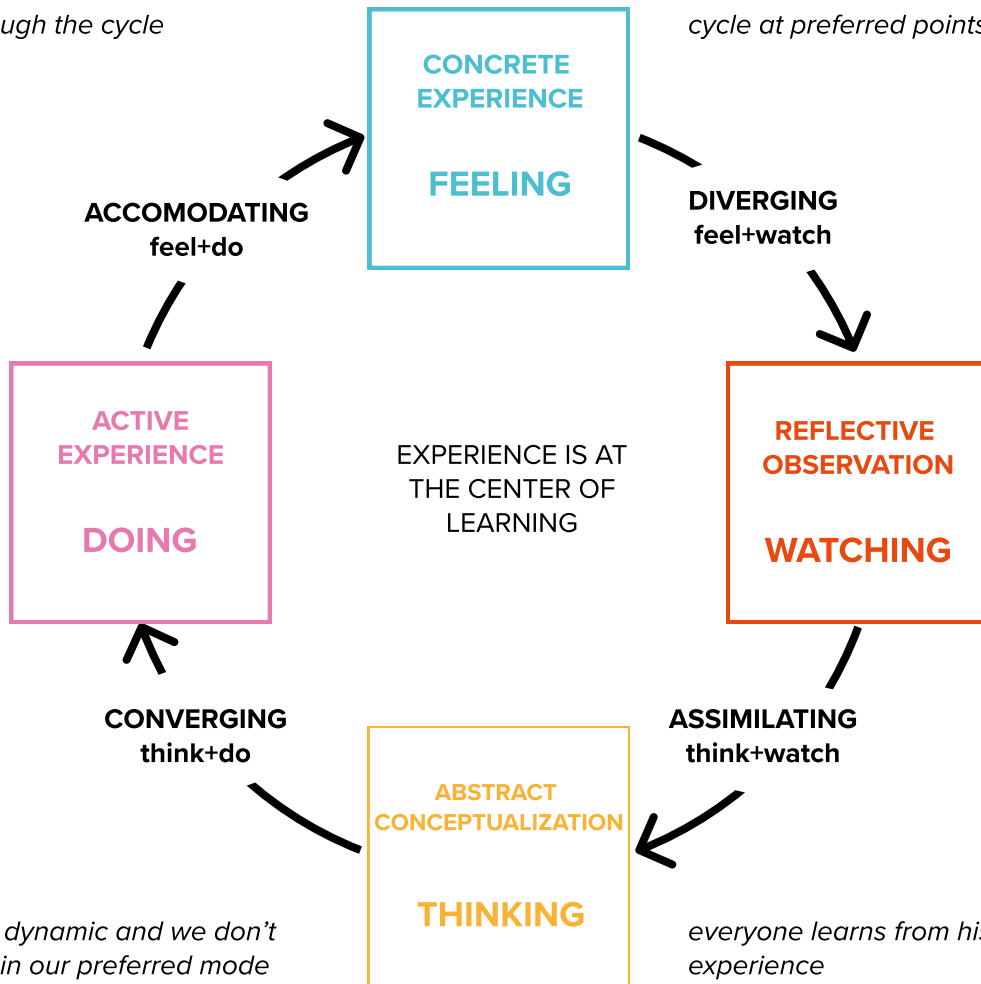 ugh the cycle
cycle at preferred points
CONCRETE
EXPERIENCE
FEELING
ACCOMODATING
feel+do
DIVERGING
feel+watch
ACTIVE
EXPERIENCE
DOING
EXPERIENCE IS AT
THE CENTER OF
LEARNING
REFLECTIVE
OBSERVATION
WATCHING
CONVERGING
think+do
ASSIMILATING
think+watch
ABSTRACT
CONCEPTUALIZATION
THINKING
dynamic and we don’t
in our preferred mode
everyone learns from his
experience